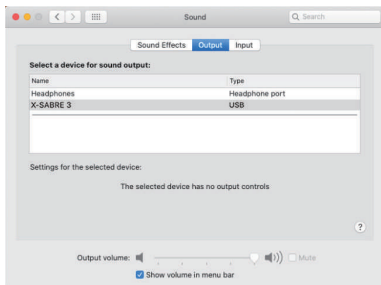 Sound
Search
Sound Effects Output Input
Select a device for sound output:
Name Type
Headphones Headphone port
X-SABRE 3 USB
Settings for the selected device:
The selected device has no output controls
?
Output volume: Mute
Show volume in menu bar